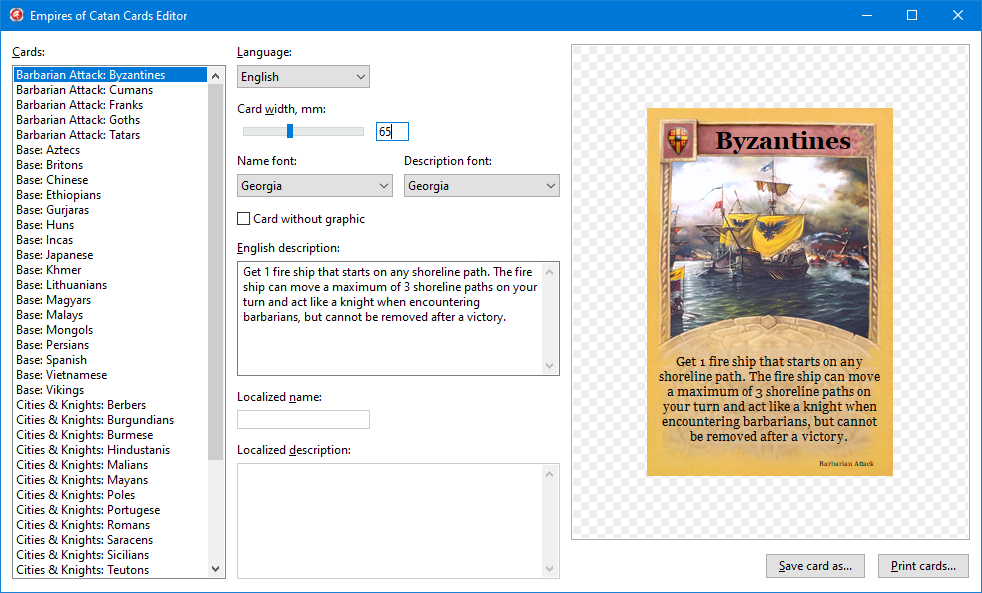 Empires of Catan Cards Editor
Cards:
Barbarian Attack: Byzantines
Barbarian Attack: Cumans
Barbarian Attack: Franks
Barbarian Attack: Goths
Barbarian Attack: Tatars
Base: Aztecs
Base: Britons
Base: Chinese
Base: Ethiopians
Base: Gurjaras
Base: Huns
Base: Incas
Base: Japanese
Base: Khmer
Base: Lithuanians
Base: Magyars
Base: Malays
Base: Mongols
Base: Persians
Base: Spanish
Base: Vietnamese
Base: Vikings
Cities & Knights: Berbers
Cities & Knights: Burgundians
Cities & Knights: Burmese
Cities & Knights: Hindustanis
Cities & Knights: Malians
Cities & Knights: Mayans
Cities & Knights: Poles
Cities & Knights: Portugese
Cities & Knights: Romans
Cities & Knights: Saracens
Cities & Knights: Sicilians
Cities & Knights: Teutons
Language:
English
Card width, mm:
65
Name font:
Georgia
Description font:
Georgia
Card without graphic
English description:
Get 1 fire ship that starts on any shoreline path. The fire
ship can move a maximum of 3 shoreline paths on your
turn and act like a knight when encountering
barbarians, but cannot be removed after a victory.
Localized name:
Localized description:
Byzantines
Get 1 fire ship that starts on any
shoreline path. The fire ship can move
a maximum of 3 shoreline paths on
your turn and act like a knight when
encountering barbarians, but cannot
be removed after a victory.
Barbarian Attack
Save card as...
Print cards...